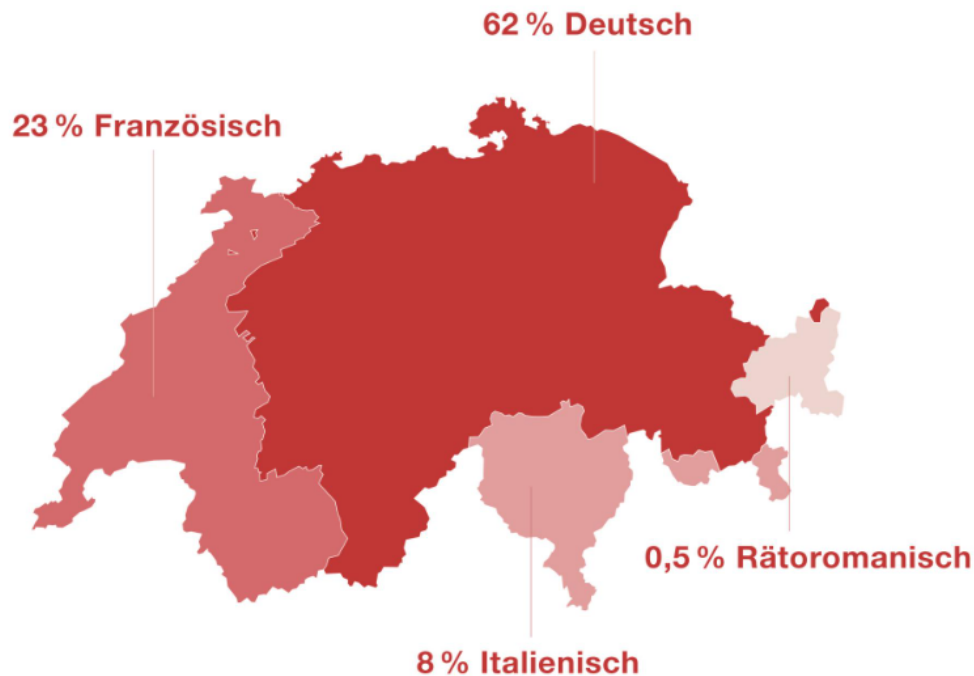 62 % Deutsch
23 % Französisch
0,5 % Rätoromanisch
8 % Italienisch